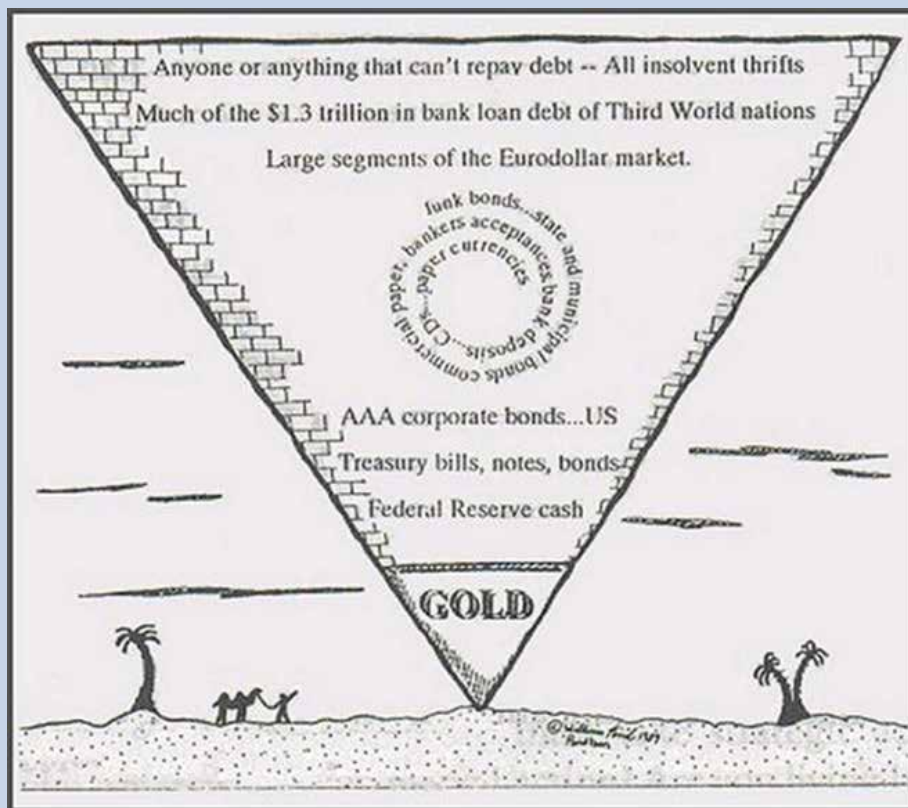 Anyone or anything that can't repay debt -- All insolvent thrifts
Much of the $1.3 trillion in bank loan debt of Third World nations
Large segments of the Eurodollar market.
Junk bonds...state and municipal bonds commercial paper, bankers acceptances bank deposits...CDs...paper currencies
AAA corporate bonds...US
Treasury bills, notes, bonds
Federal Reserve cash
GOLD
©